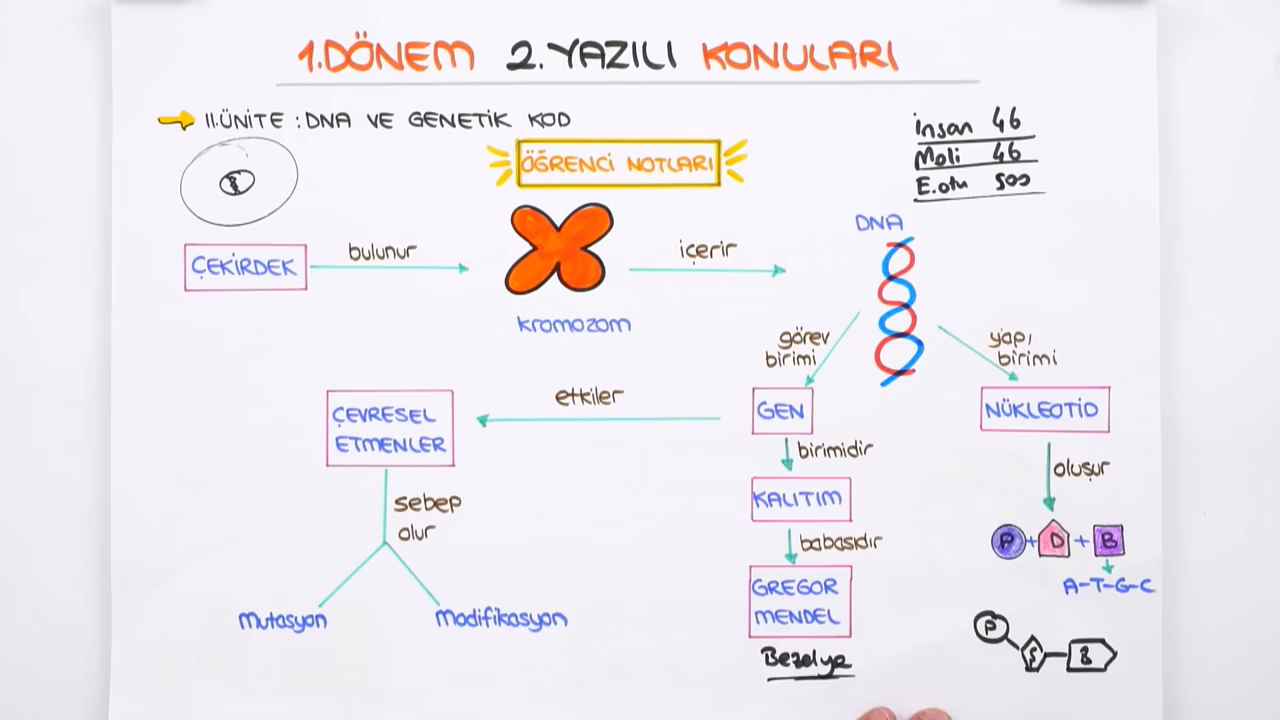 1.DÖNEM 2.YAZILI KONULARI
II.ÜNİTE : DNA VE GENETİK KOD
ÖĞRENCİ NOTLARI
İnsan 46
Moli 46
E.otu 500
ÇEKİRDEK
bulunur
kromozom
içerir
DNA
görev
birimi
yapı
birimi
GEN
NÜKLEOTİD
etkiler
ÇEVRESEL
ETMENLER
birimidir
oluşur
KALITIM
sebep
olur
babasıdır
P + D + B
A-T-G-C
GREGOR
MENDEL
Mutasyon
Modifikasyon
Bezelye
P
Ş
B